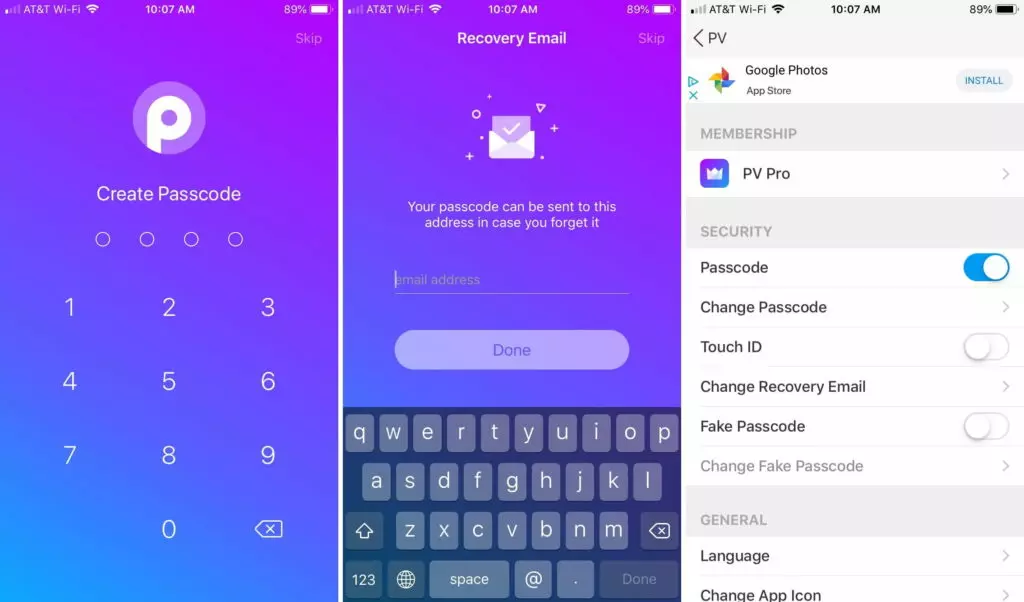 AT&T Wi-Fi 10:07 AM 89%
Skip
Create Passcode
1 2 3
4 5 6
7 8 9
0
AT&T Wi-Fi 10:07 AM 89%
Recovery Email Skip
Your passcode can be sent to this
address in case you forget it
email address
Done
q w e r t y u i o p
a s d f g h j k l
z x c v b n m
123 space @ . Done
AT&T Wi-Fi 10:07 AM 89%
PV
Google Photos
App Store
INSTALL
MEMBERSHIP
PV Pro
SECURITY
Passcode
Change Passcode
Touch ID
Change Recovery Email
Fake Passcode
Change Fake Passcode
GENERAL
Language
Change App Icon